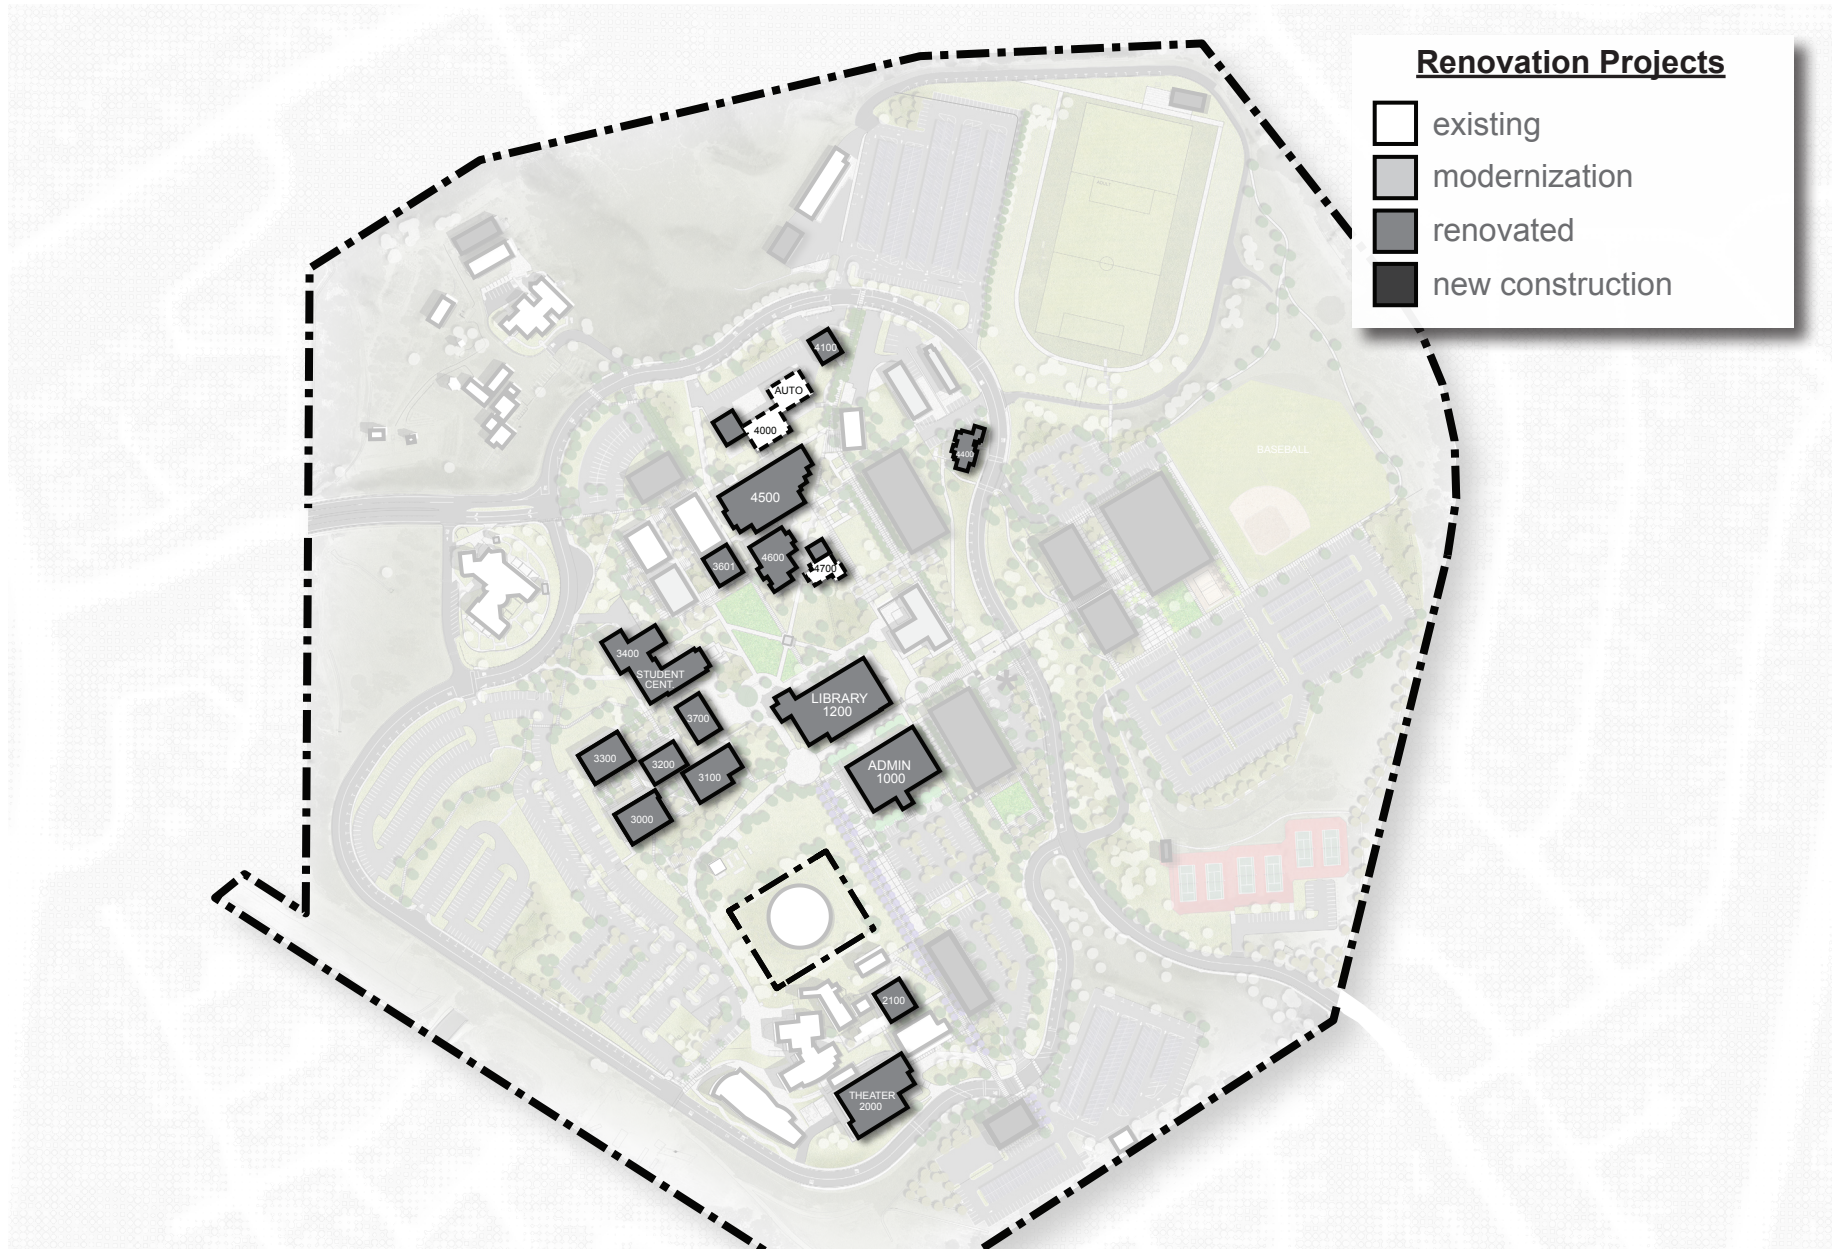 Renovation Projects
existing
modernization
renovated
new construction
4100
AUTO
4000
4400
BASEBALL
4500
4600
3601
4700
3400
STUDENT
CENT.
LIBRARY
1200
3700
3300
3200
3100
ADMIN
1000
3000
2100
THEATER
2000